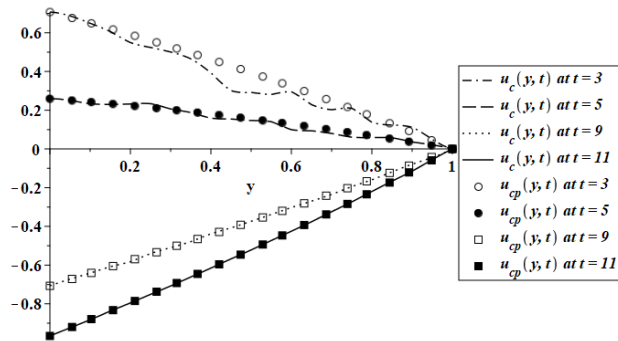 0.6
0.4
0.2
0
0.2
0.4
0.6
0.8
1
y
−0.2
−0.4
−0.6
−0.8
u_c(y, t) at t = 3
u_c(y, t) at t = 5
u_c(y, t) at t = 9
u_c(y, t) at t = 11
u_cp(y, t) at t = 3
u_cp(y, t) at t = 5
u_cp(y, t) at t = 9
u_cp(y, t) at t = 11